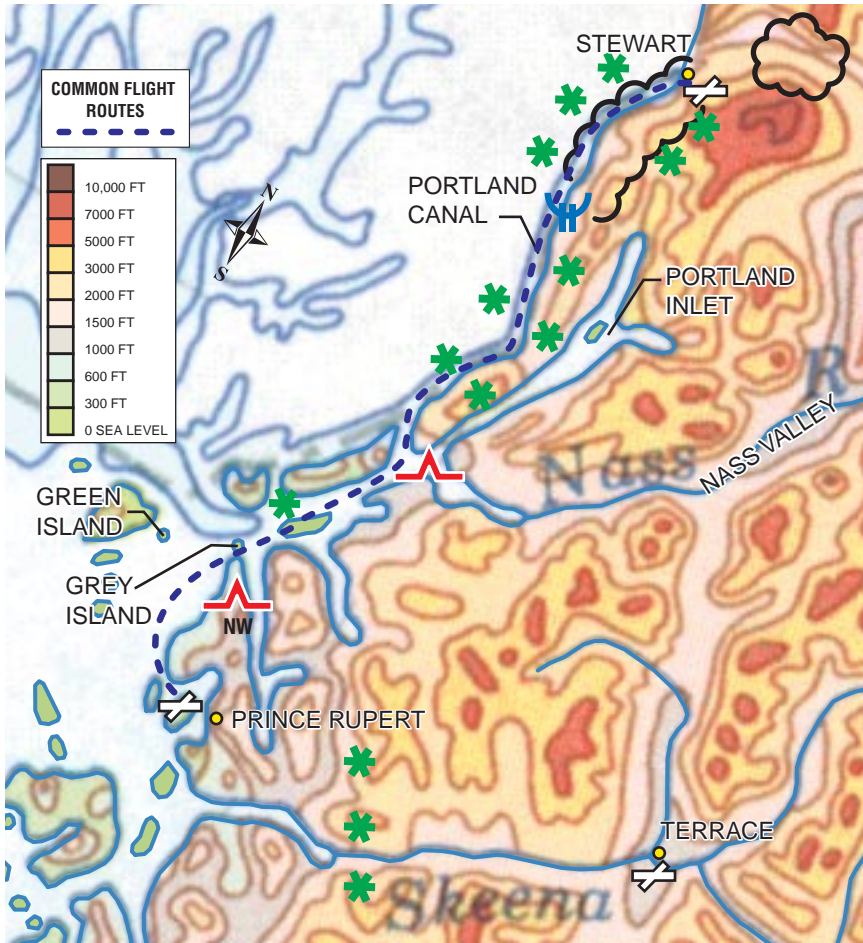 STEWART
COMMON FLIGHT
ROUTES
10,000 FT
7000 FT
5000 FT
3000 FT
2000 FT
1500 FT
1000 FT
600 FT
300 FT
0 SEA LEVEL
N
S
PORTLAND
CANAL
PORTLAND
INLET
R
NASS VALLEY
Nass
GREEN
ISLAND
GREY
ISLAND
NW
PRINCE RUPERT
TERRACE
Skeena